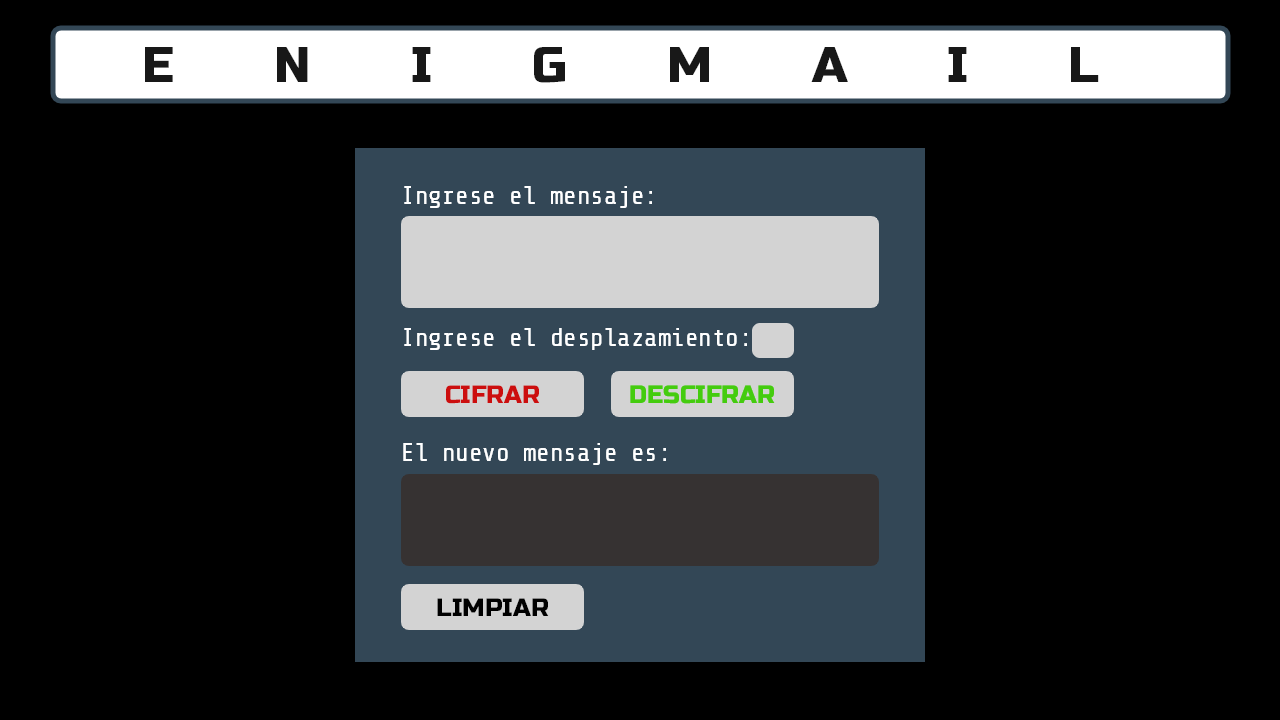 E N I G M A I L
Ingrese el mensaje:
Ingrese el desplazamiento:
CIFRAR DESCIFRAR
El nuevo mensaje es:
LIMPIAR